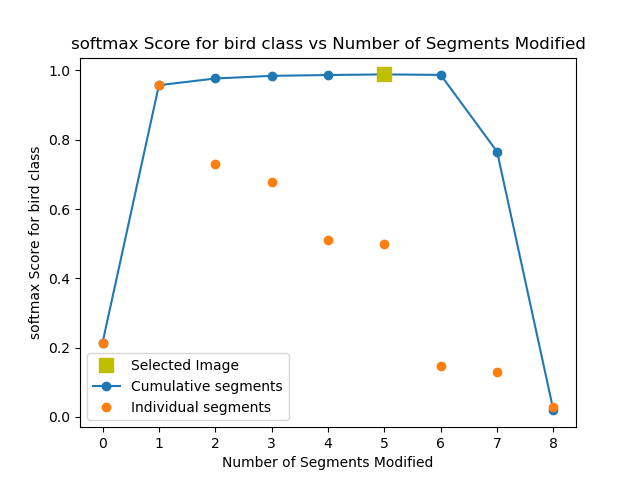 softmax Score for bird class vs Number of Segments Modified
1.0
0.8
0.6
0.4
0.2
0.0
softmax Score for bird class
Selected Image
Cumulative segments
Individual segments
0 1 2 3 4 5 6 7 8
Number of Segments Modified